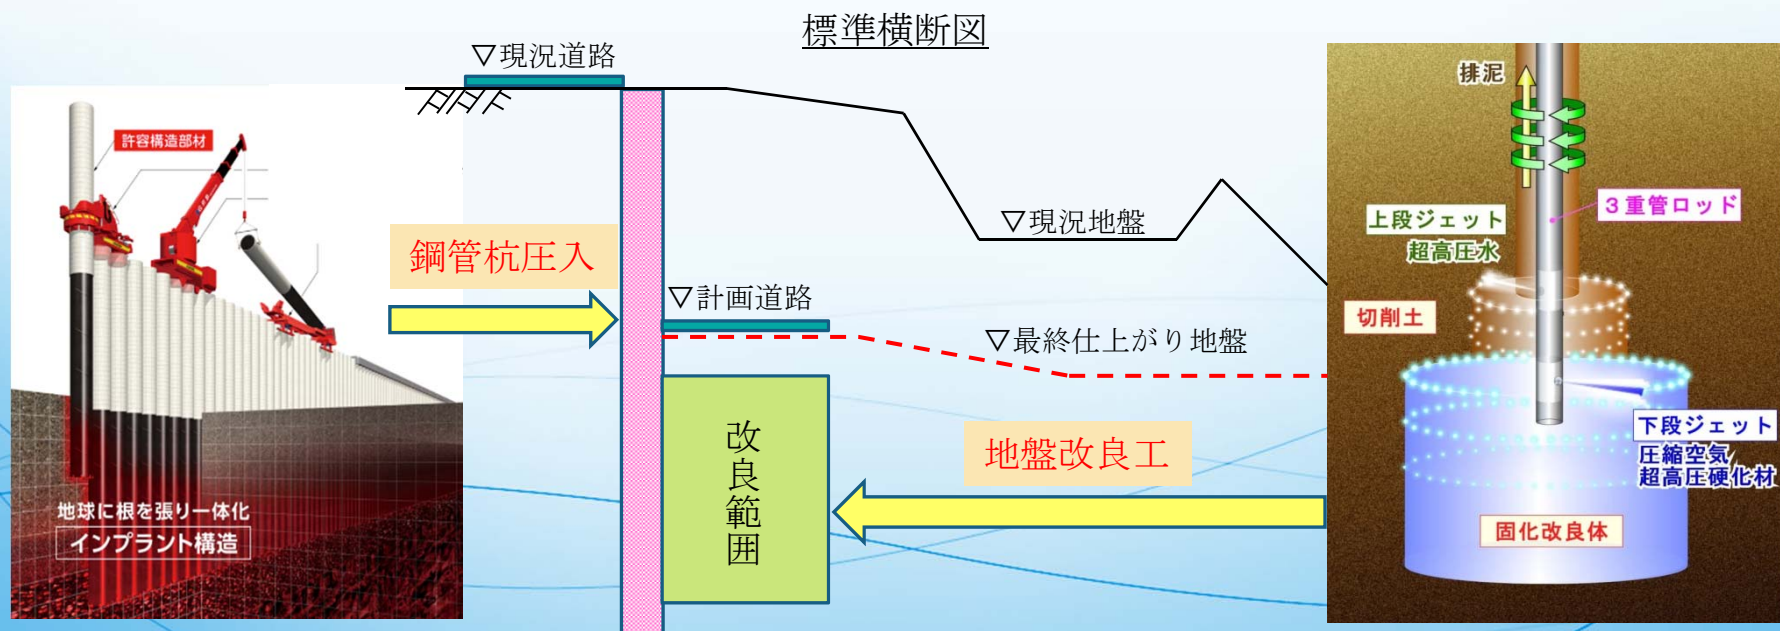 標準横断図
▽現況道路
許容構造部材
鋼管杭圧入
地球に根を張り一体化
インプラント構造
▽現況地盤
▽計画道路
▽最終仕上がり地盤
改良範囲
地盤改良工
排泥
3重管ロッド
上段ジェット
超高圧水
切削土
下段ジェット
圧縮空気
超高圧硬化材
固化改良体